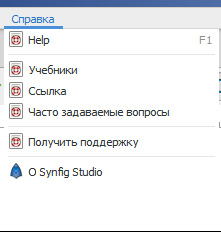 Справка
Help F1
Учебники
Ссылка
Часто задаваемые вопросы
Получить поддержку
О Synfig Studio